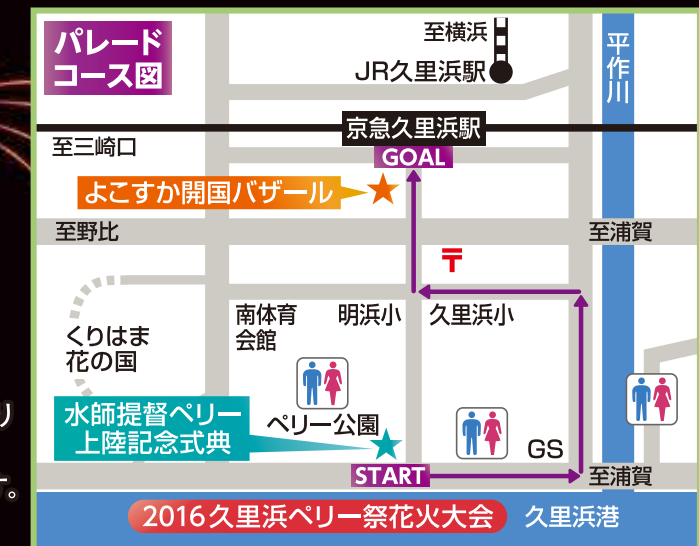 パレード
コース図
至横浜
JR久里浜駅
平作川
京急久里浜駅
至三崎口
GOAL
よこすか開国バザール
至野比
至浦賀
〒
南体育
会館
明浜小
久里浜小
くりはま
花の国
水師提督ペリー
上陸記念式典
ペリー公園
GS
START
至浦賀
2016久里浜ペリー祭花火大会
久里浜港
り
す。